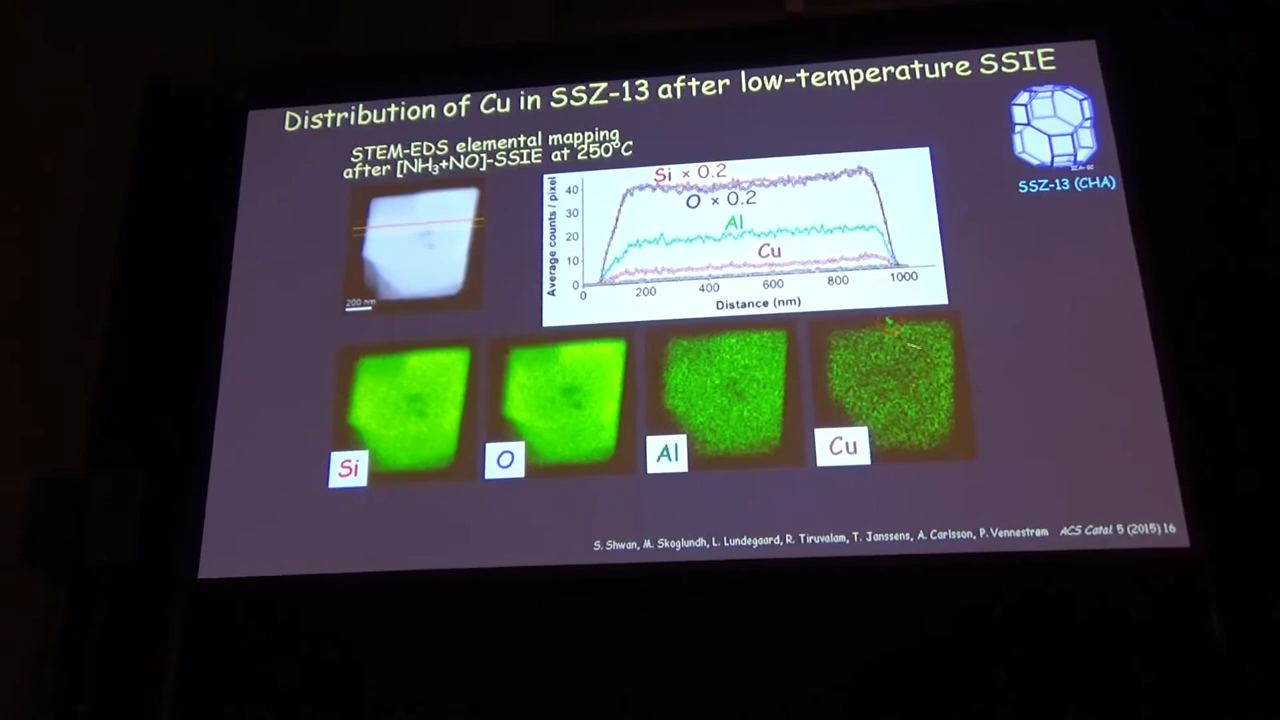 Distribution of Cu in SSZ-13 after low-temperature SSIE
STEM-EDS elemental mapping
after [NH₃+NO]-SSIE at 250°C
SSZ-13 (CHA)
200 nm
Average counts / pixel
40
30
20
10
0
Si × 0.2
O × 0.2
Al
Cu
0 200 400 600 800 1000
Distance (nm)
Si
O
Al
Cu
S. Shwan, M. Skoglundh, L. Lundegaard, R. Tiruvalam, T. Janssens, A. Carlsson, P. Vennestrøm ACS Catal. 5 (2015) 16